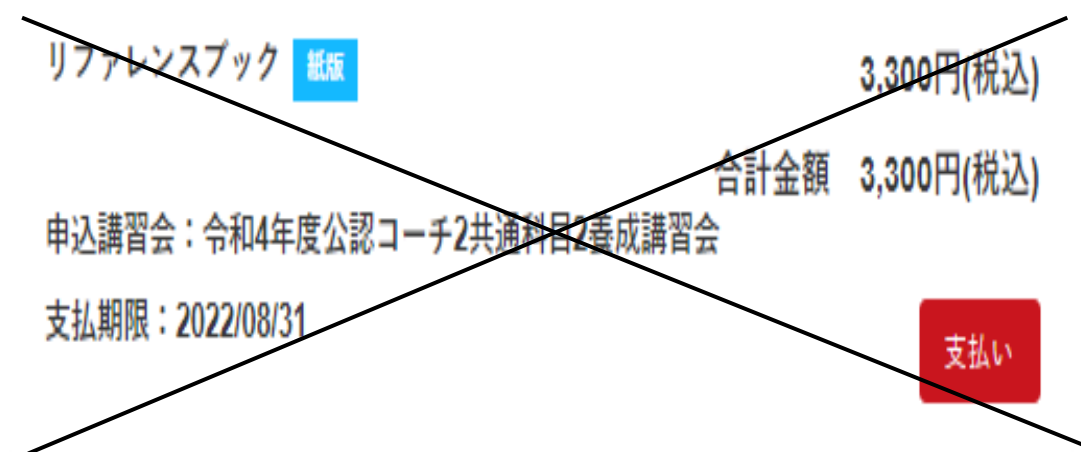 リファレンスブック 紙版 3,300円(税込)
合計金額 3,300円(税込)
申込講習会：令和4年度公認コーチ2共通科目2養成講習会
支払期限：2022/08/31
支払い